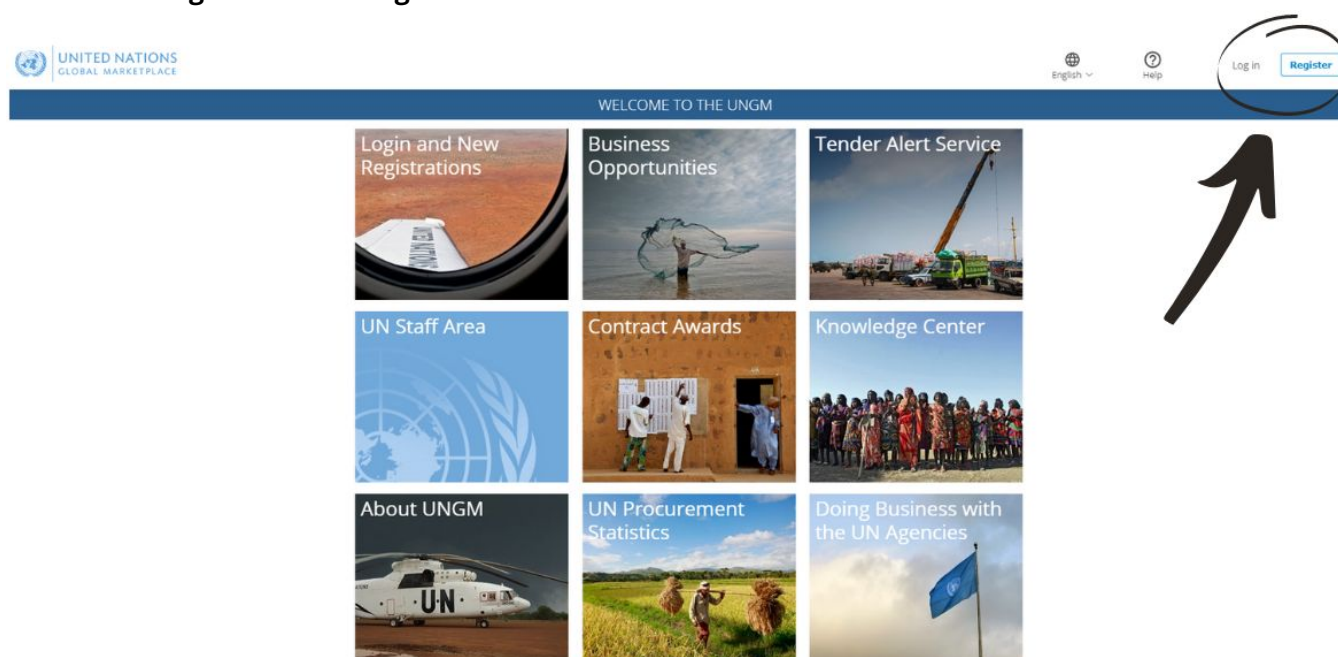 UNITED NATIONS
GLOBAL MARKETPLACE
English
Help
Log in
Register
WELCOME TO THE UNGM
Login and New
Registrations
UNITED NATIONS
Business
Opportunities
Tender Alert Service
UN Staff Area
Contract Awards
Knowledge Center
About UNGM
UN
UN Procurement
Statistics
Doing Business with
the UN Agencies